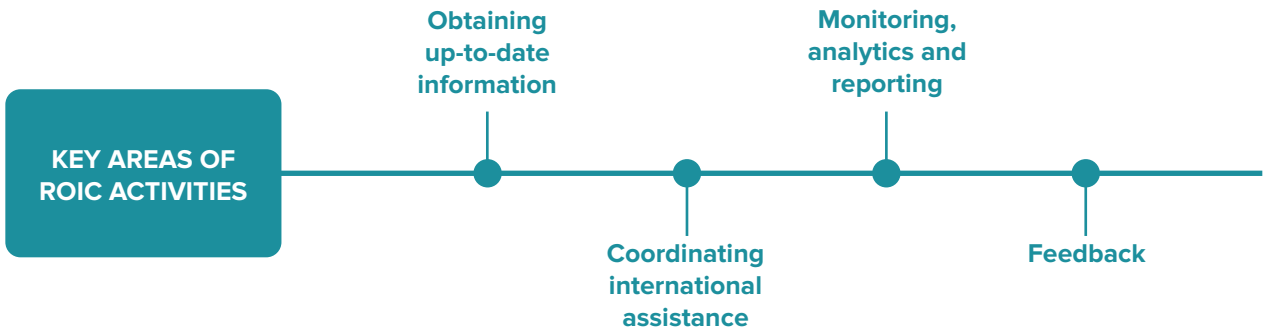 KEY AREAS OF
ROIC ACTIVITIES
Obtaining
up-to-date
information
Coordinating
international
assistance
Monitoring,
analytics and
reporting
Feedback